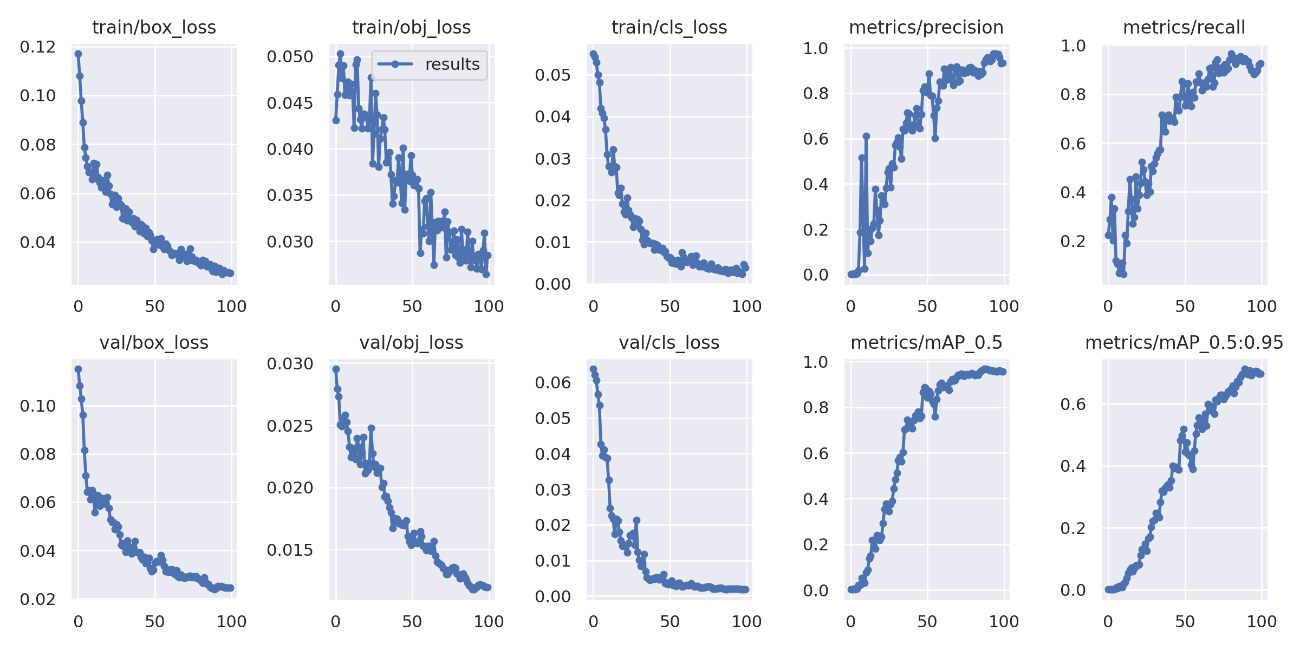 train/box_loss
0.12
0.10
0.08
0.06
0.04
0 50 100
train/obj_loss
results
0.050
0.045
0.040
0.035
0.030
0 50 100
train/cls_loss
0.05
0.04
0.03
0.02
0.01
0.00
0 50 100
metrics/precision
1.0
0.8
0.6
0.4
0.2
0.0
0 50 100
metrics/recall
1.0
0.8
0.6
0.4
0.2
0 50 100
val/box_loss
0.10
0.08
0.06
0.04
0.02
0 50 100
val/obj_loss
0.030
0.025
0.020
0.015
0 50 100
val/cls_loss
0.06
0.05
0.04
0.03
0.02
0.01
0.00
0 50 100
metrics/mAP_0.5
1.0
0.8
0.6
0.4
0.2
0.0
0 50 100
metrics/mAP_0.5:0.95
0.6
0.4
0.2
0.0
0 50 100